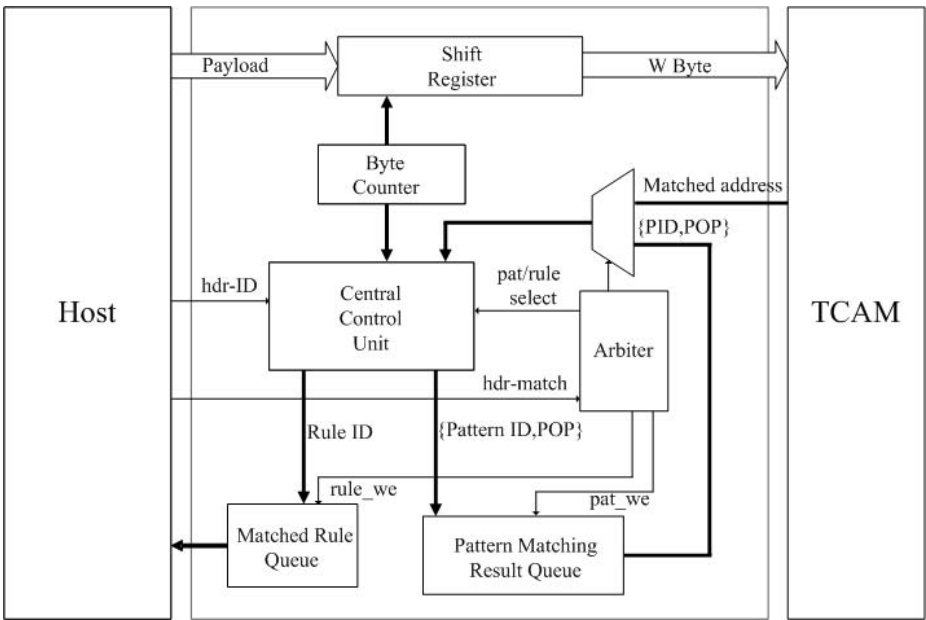 Shift
Register
Payload
W Byte
Byte
Counter
Matched address
{PID,POP}
hdr-ID
Central
Control
Unit
pat/rule
select
Host
TCAM
Arbiter
hdr-match
Rule ID
{Pattern ID,POP}
rule_we
pat_we
Matched Rule
Queue
Pattern Matching
Result Queue